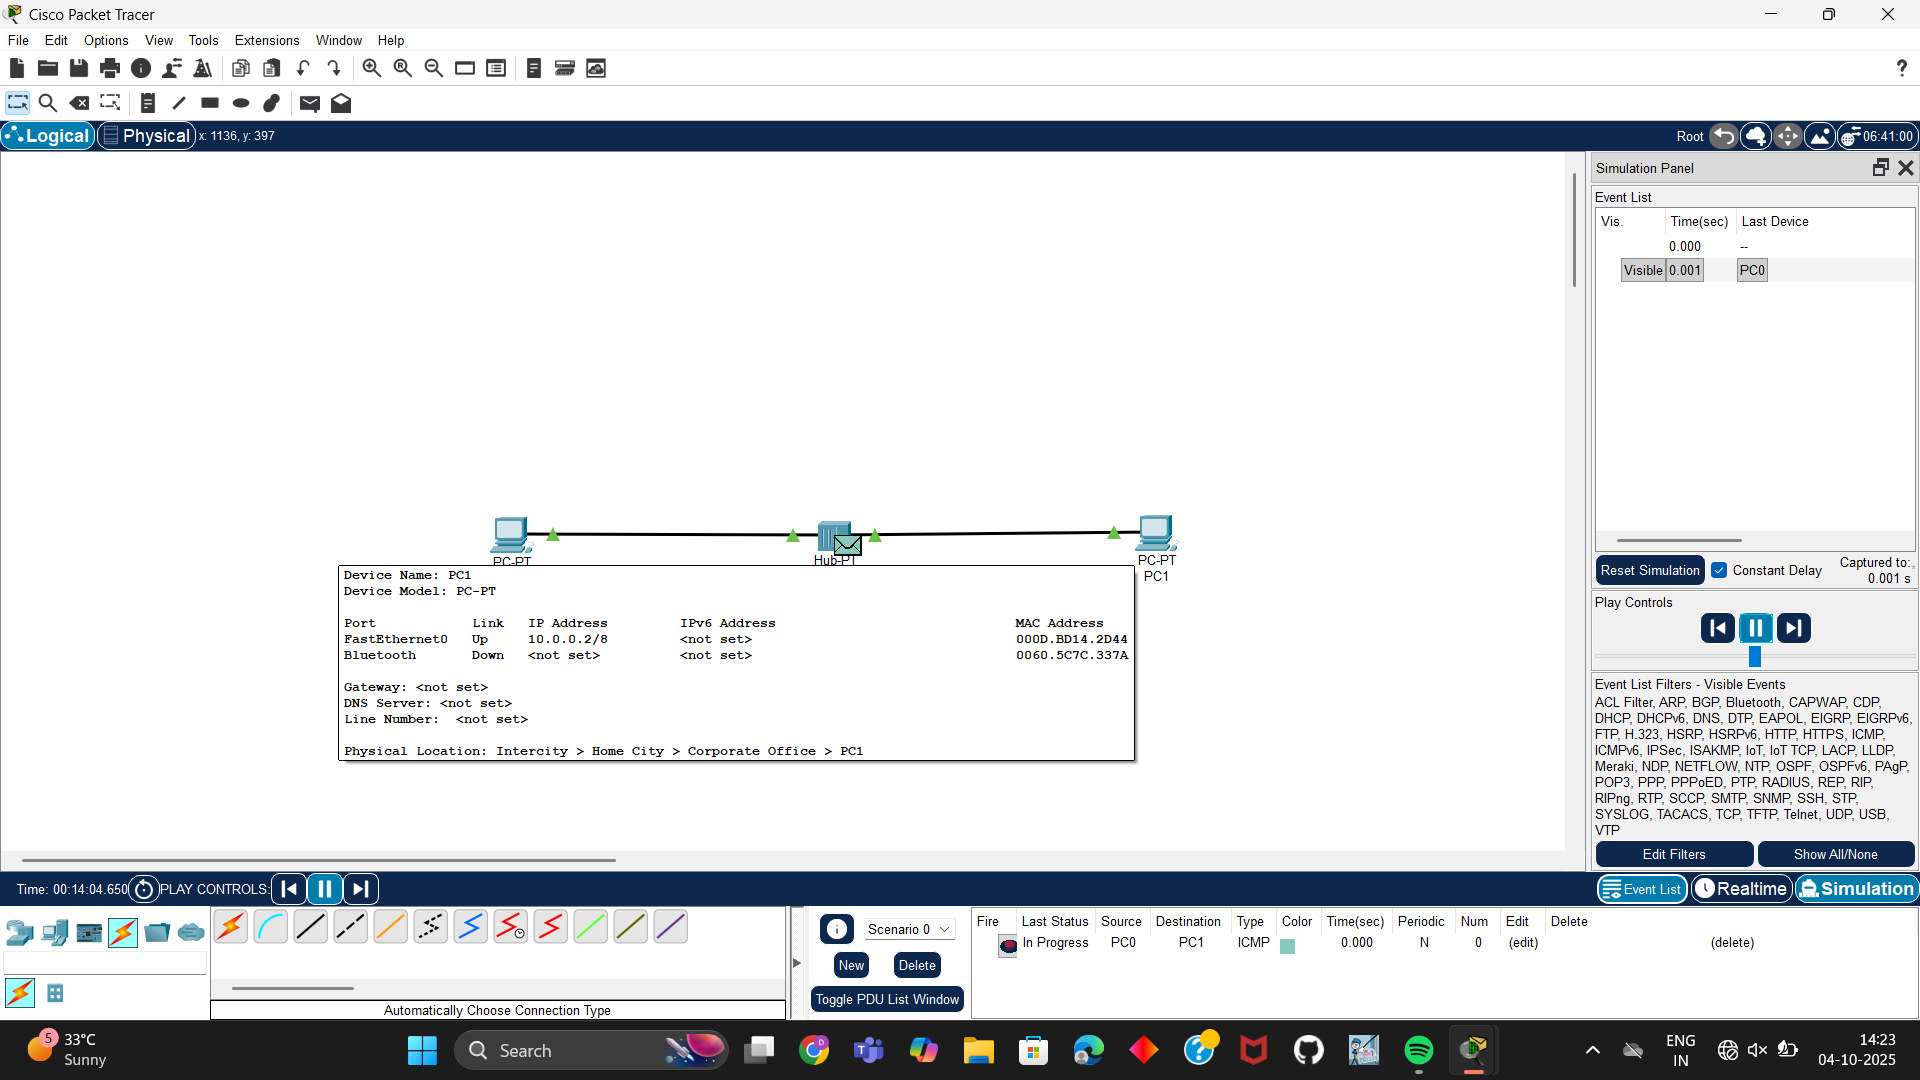 Cisco Packet Tracer
File Edit Options View Tools Extensions Window Help
?
Logical Physical x: 1136, y: 397 Root 06:41:00
Simulation Panel
Event List
Vis. Time(sec) Last Device
0.000 --
Visible 0.001 PC0
PC-PT
Hub-PT
PC-PT
PC1
Device Name: PC1
Device Model: PC-PT
Port Link IP Address IPv6 Address MAC Address
FastEthernet0 Up 10.0.0.2/8 <not set> 000D.BD14.2D44
Bluetooth Down <not set> <not set> 0060.5C7C.337A
Gateway: <not set>
DNS Server: <not set>
Line Number: <not set>
Physical Location: Intercity > Home City > Corporate Office > PC1
Reset Simulation Constant Delay Captured to:
0.001 s
Play Controls
Event List Filters - Visible Events
ACL Filter, ARP, BGP, Bluetooth, CAPWAP, CDP,
DHCP, DHCPv6, DNS, DTP, EAPOL, EIGRP, EIGRPv6,
FTP, H.323, HSRP, HSRPv6, HTTP, HTTPS, ICMP,
ICMPv6, IPSec, ISAKMP, IoT, IoT TCP, LACP, LLDP,
Meraki, NDP, NETFLOW, NTP, OSPF, OSPFv6, PAgP,
POP3, PPP, PPPoED, PTP, RADIUS, REP, RIP,
RIPng, RTP, SCCP, SMTP, SNMP, SSH, STP,
SYSLOG, TACACS, TCP, TFTP, Telnet, UDP, USB,
VTP
Edit Filters Show All/None
Time: 00:14:04.650 PLAY CONTROLS: Event List Realtime Simulation
Scenario 0
New Delete
Toggle PDU List Window
Fire Last Status Source Destination Type Color Time(sec) Periodic Num Edit Delete
In Progress PC0 PC1 ICMP 0.000 N 0 (edit) (delete)
Automatically Choose Connection Type
5
33°C
Sunny
Search
D
ENG
IN
14:23
04-10-2025